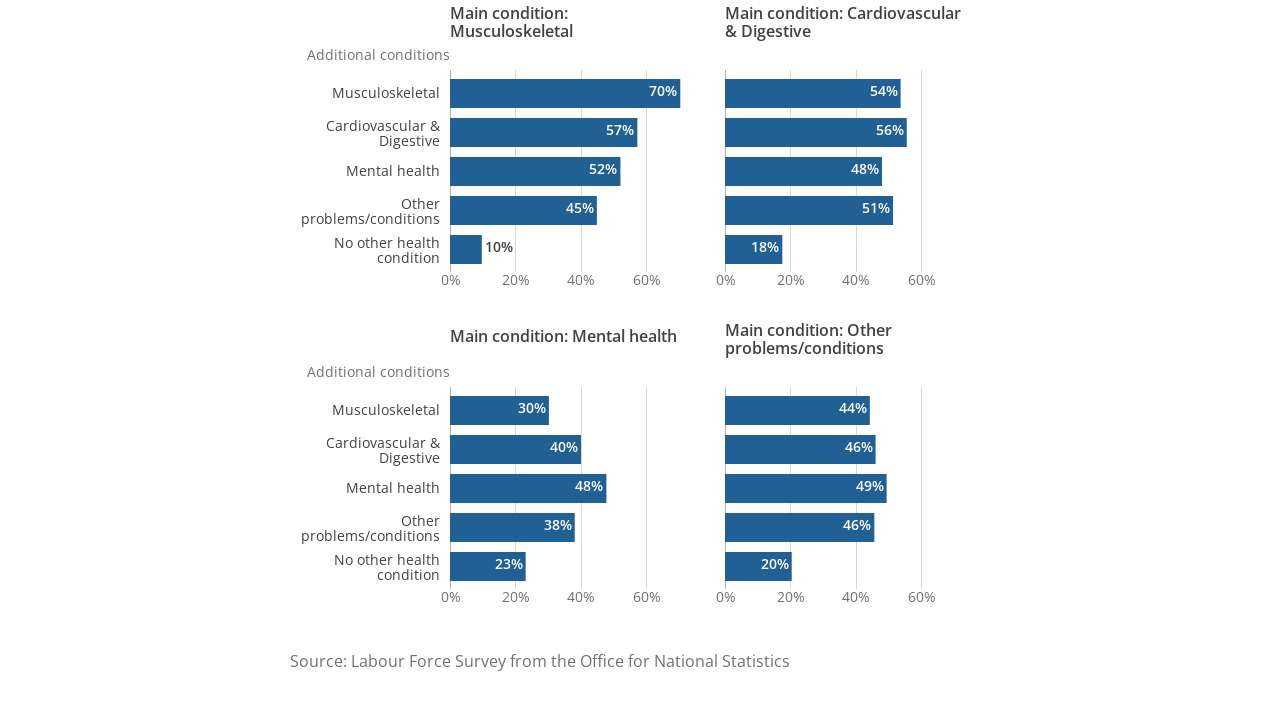 Main condition:
Musculoskeletal
Main condition: Cardiovascular
& Digestive
Additional conditions
Musculoskeletal
70%
54%
Cardiovascular &
Digestive
57%
56%
Mental health
52%
48%
Other
problems/conditions
45%
51%
No other health
condition
10%
18%
0%
20%
40%
60%
0%
20%
40%
60%
Main condition: Mental health
Main condition: Other
problems/conditions
Additional conditions
Musculoskeletal
30%
44%
Cardiovascular &
Digestive
40%
46%
Mental health
48%
49%
Other
problems/conditions
38%
46%
No other health
condition
23%
20%
0%
20%
40%
60%
0%
20%
40%
60%
Source: Labour Force Survey from the Office for National Statistics